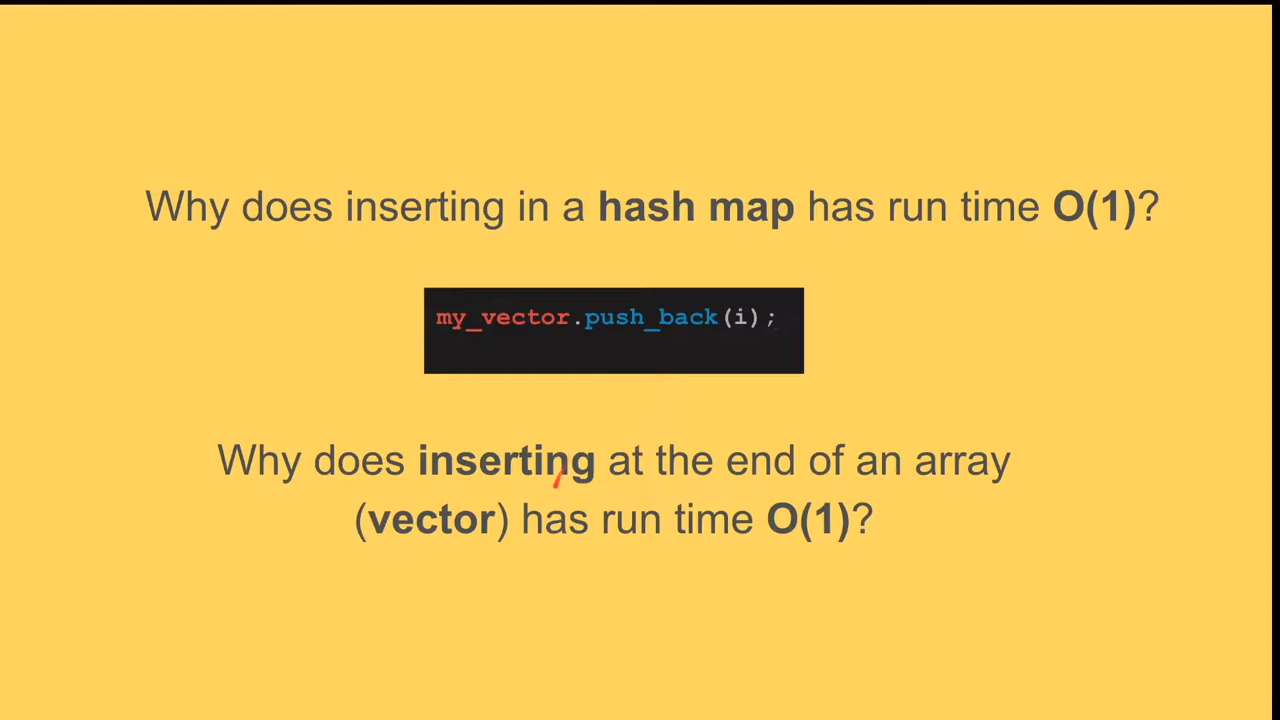 Why does inserting in a hash map has run time O(1)?
my_vector.push_back(i);
Why does inserting at the end of an array
(vector) has run time O(1)?